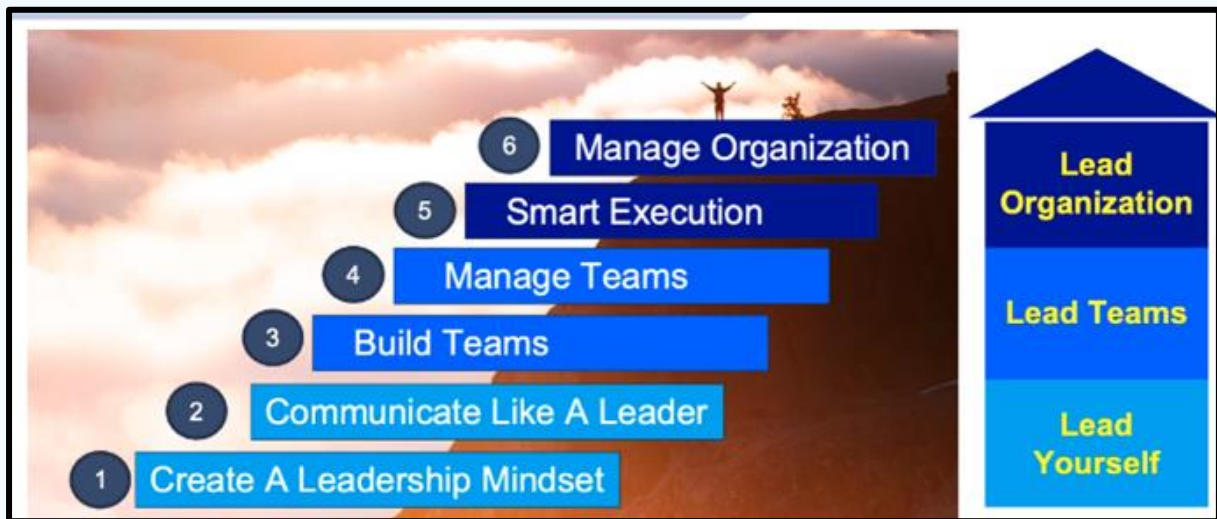 6 Manage Organization
5 Smart Execution
4 Manage Teams
3 Build Teams
2 Communicate Like A Leader
1 Create A Leadership Mindset
Lead
Organization
Lead Teams
Lead
Yourself